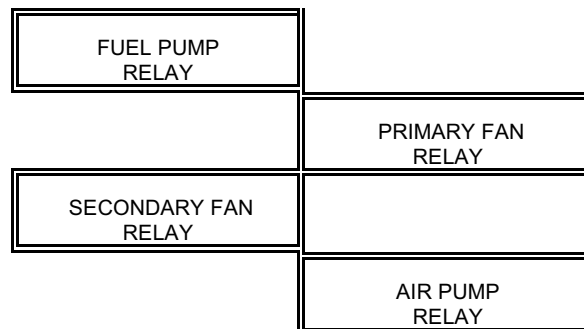 FUEL PUMP
RELAY
PRIMARY FAN
RELAY
SECONDARY FAN
RELAY
AIR PUMP
RELAY